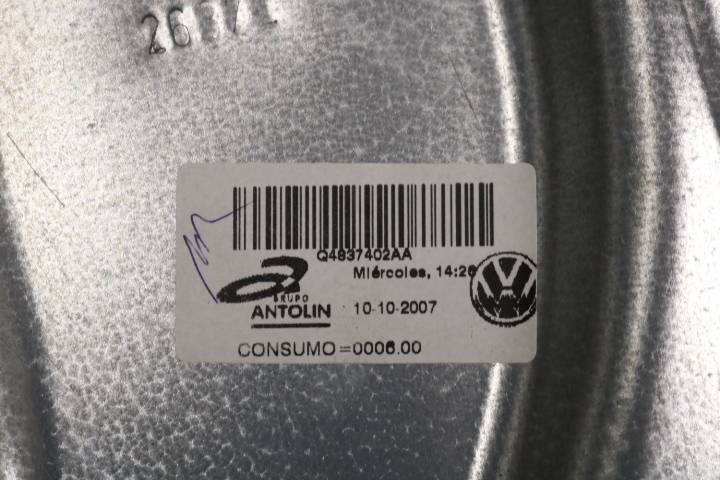 Q4837402AA
Miércoles, 14:26
GRUPO
ANTOLIN
10-10-2007
CONSUMO=0006.00